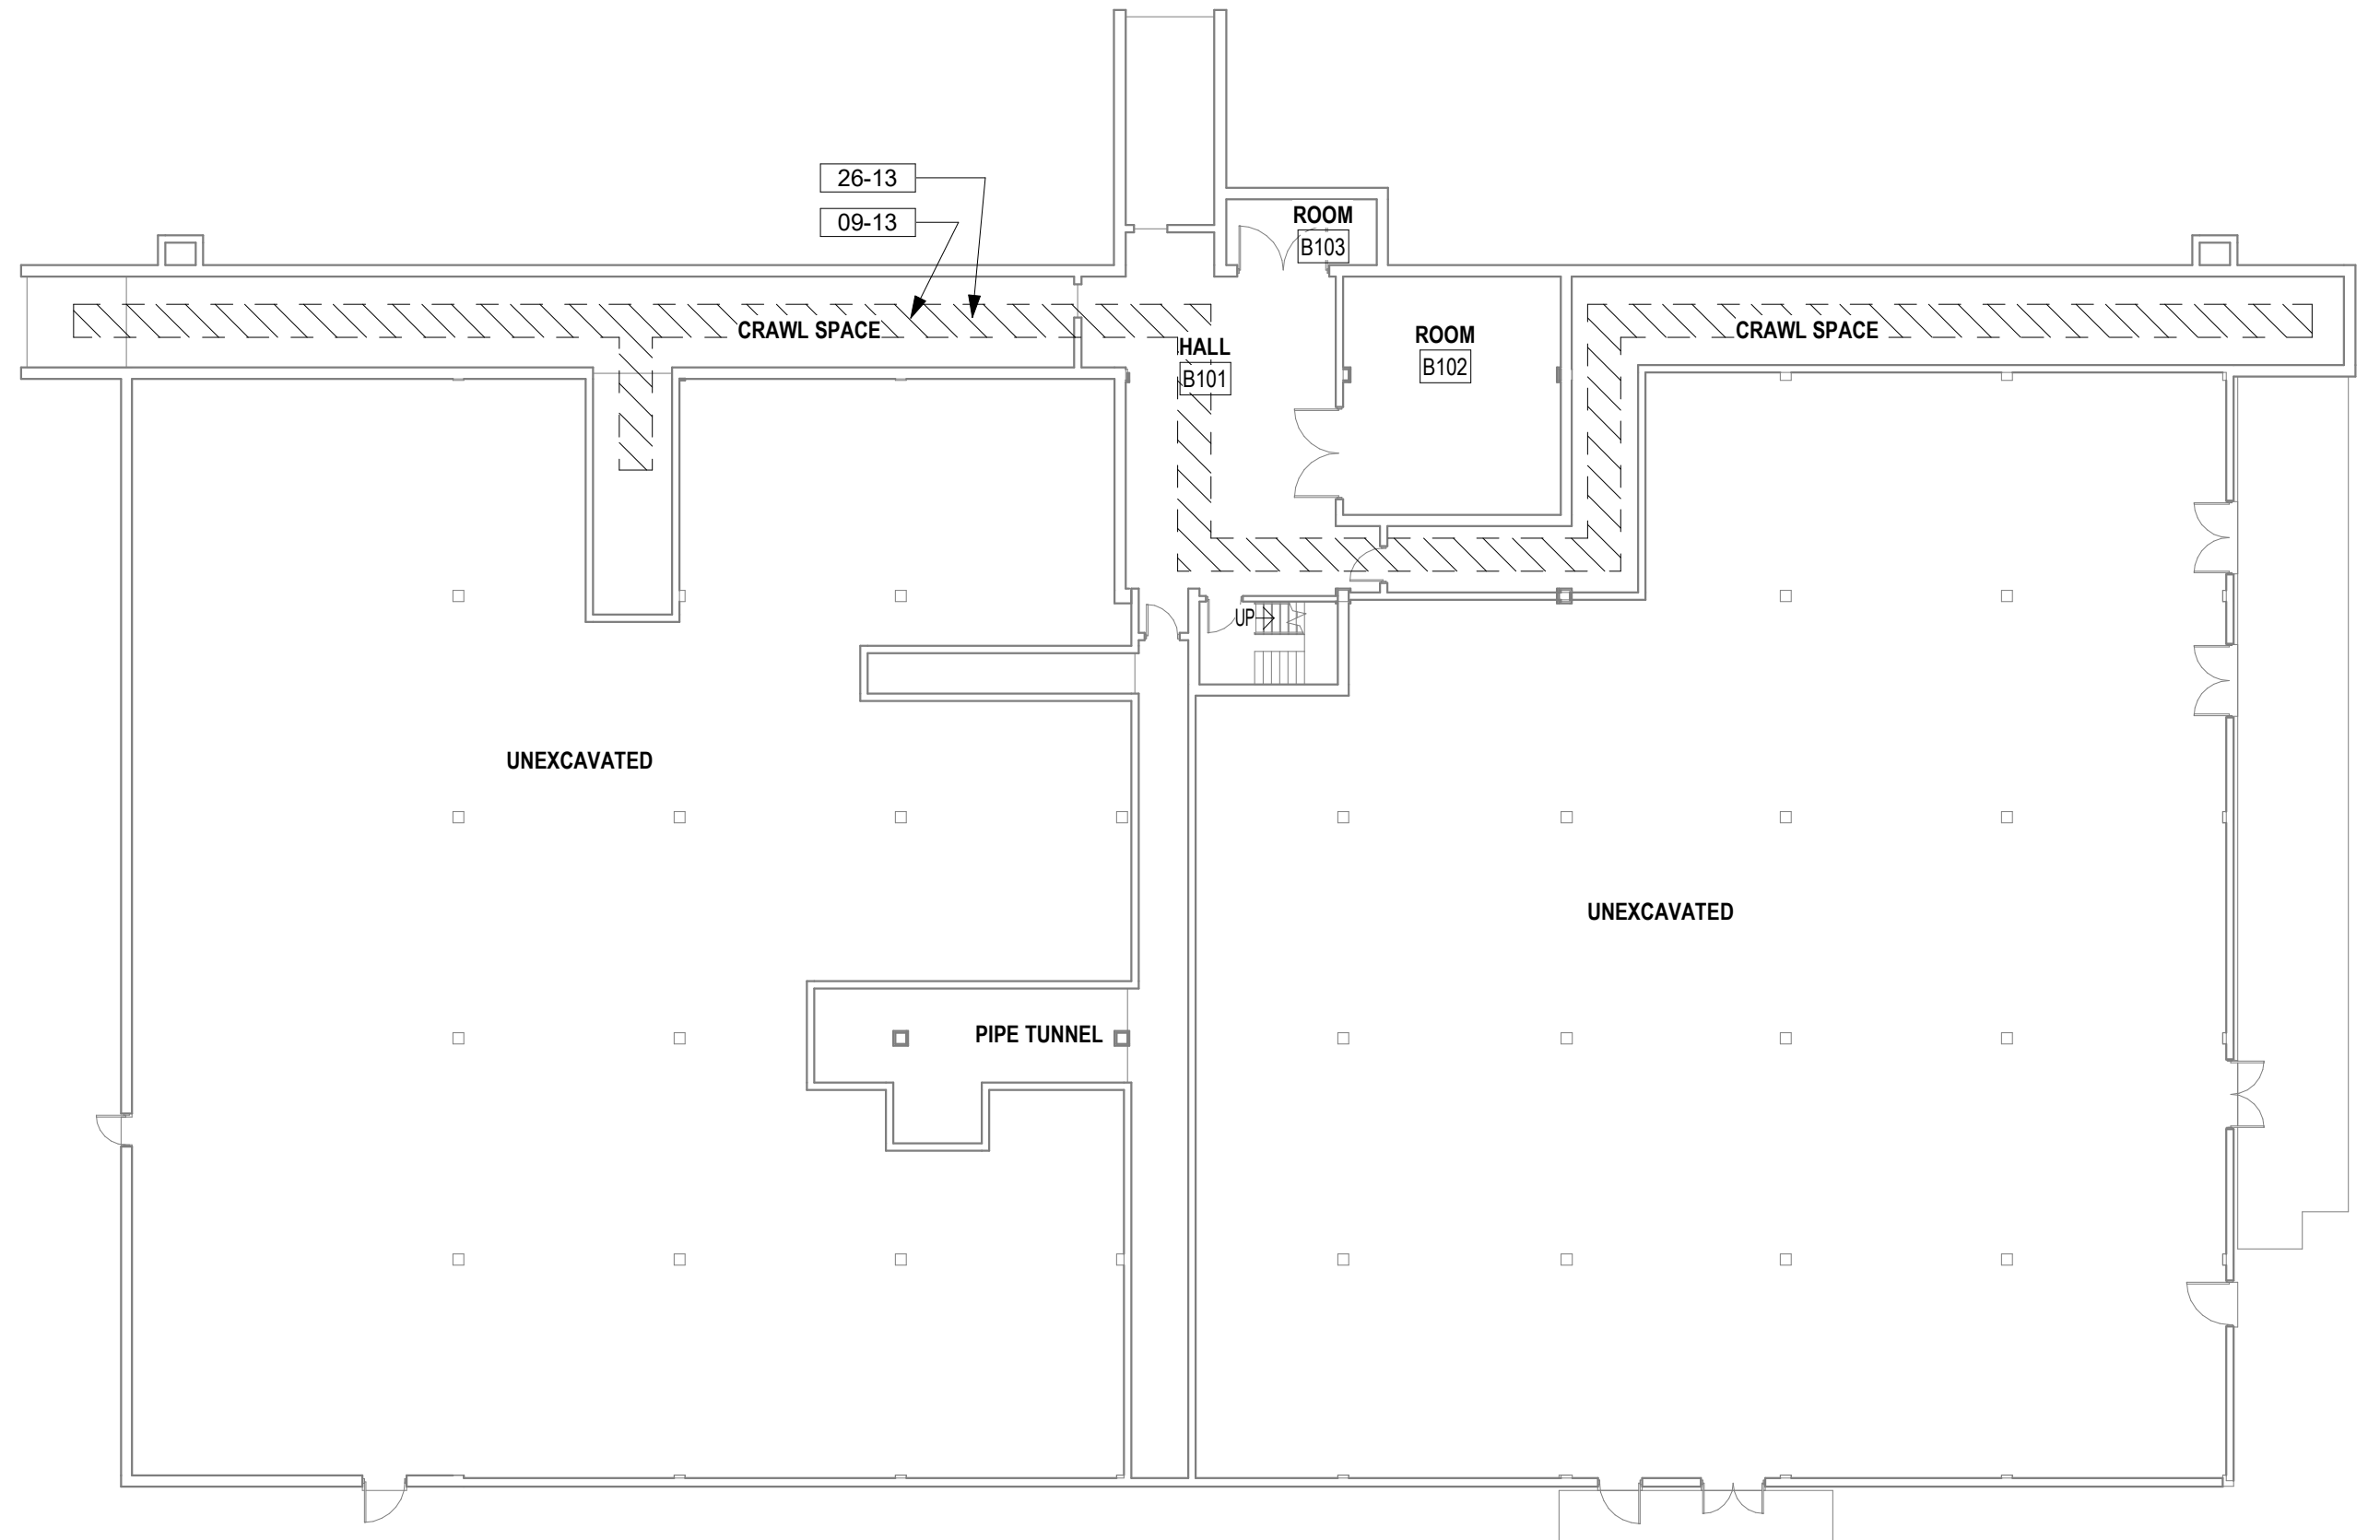 26-13
09-13
ROOM
B103
CRAWL SPACE
HALL
B101
ROOM
B102
CRAWL SPACE
UP
UNEXCAVATED
UNEXCAVATED
PIPE TUNNEL